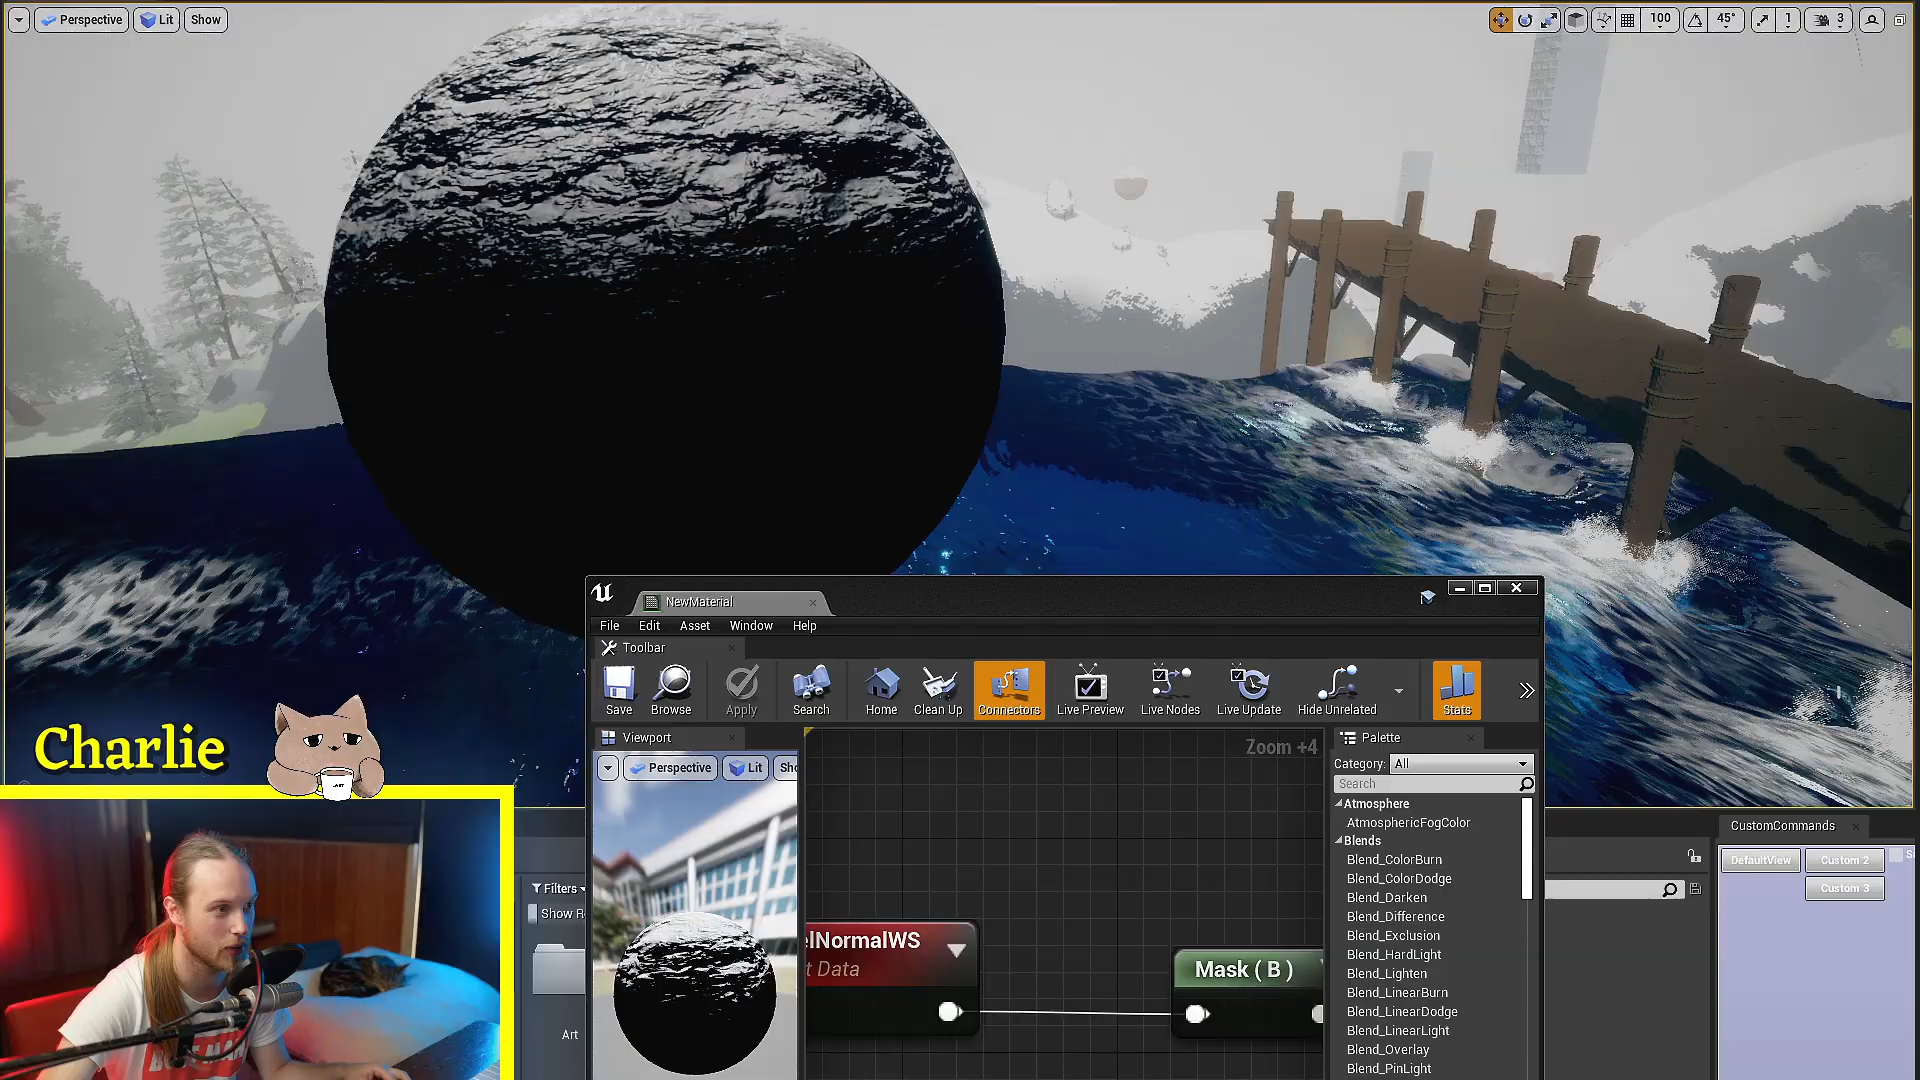 Perspective Lit Show
100 45° 1 3
NewMaterial
File Edit Asset Window Help
Toolbar
Save Browse Apply Search Home Clean Up Connectors Live Preview Live Nodes Live Update Hide Unrelated Stats
Viewport
Perspective Lit Sho
Zoom +4
Palette
Category: All
Search
Atmosphere
AtmosphericFogColor
Blends
Blend_ColorBurn
Blend_ColorDodge
Blend_Darken
Blend_Difference
Blend_Exclusion
Blend_HardLight
Blend_Lighten
Blend_LinearBurn
Blend_LinearDodge
Blend_LinearLight
Blend_Overlay
Blend_PinLight
elNormalWS
t Data
Mask ( B )
CustomCommands
DefaultView Custom 2
Custom 3
Charlie
Filters
Show R
Art